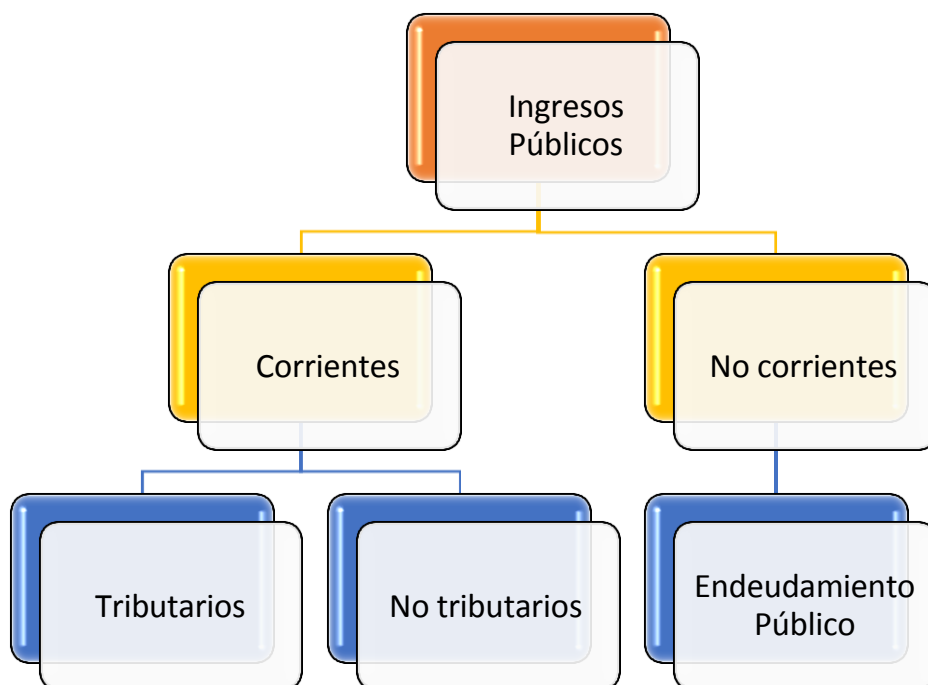 Ingresos
Públicos
Corrientes
No corrientes
Tributarios
No tributarios
Endeudamiento
Público